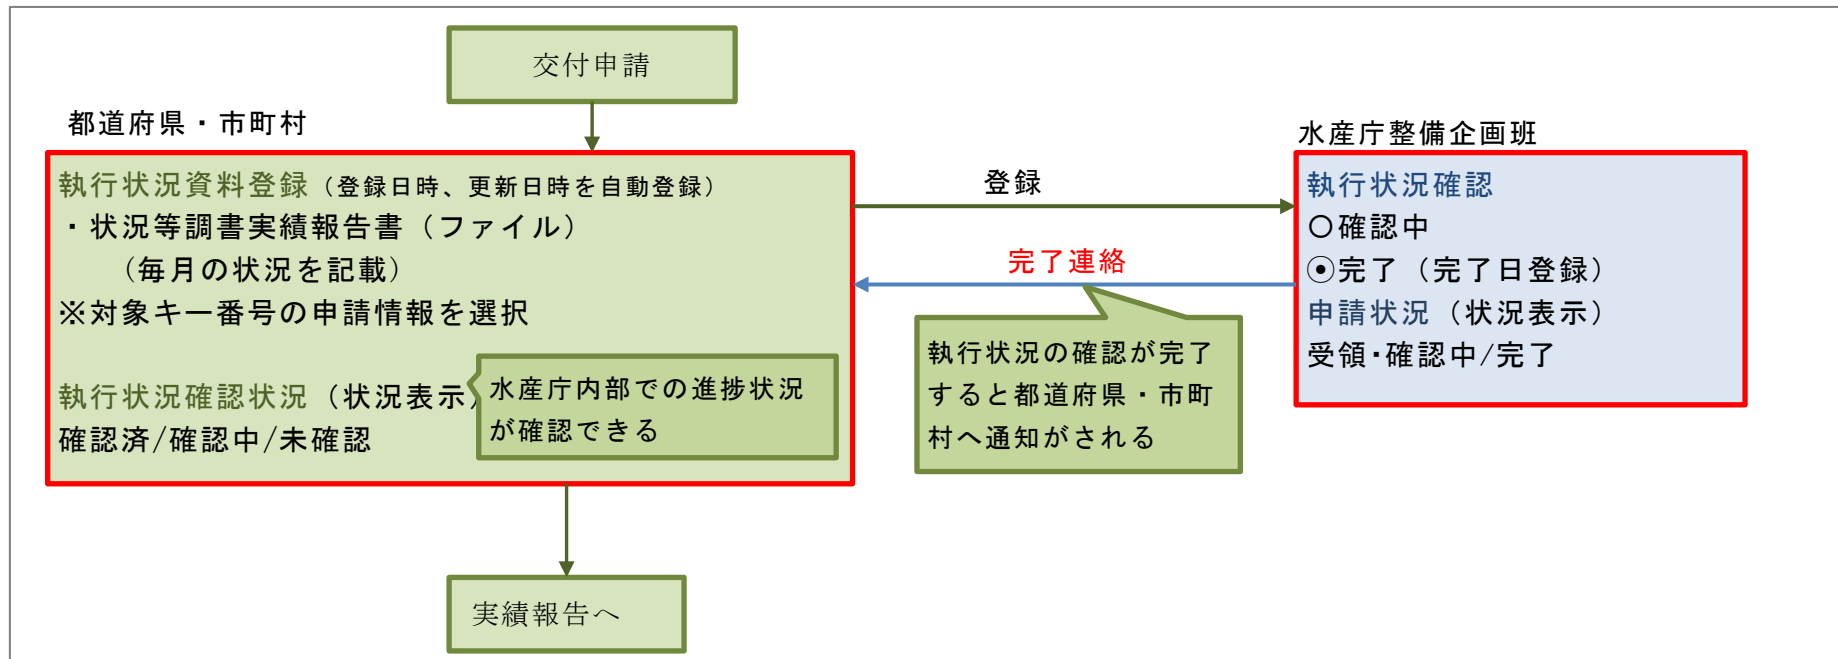 交付申請
都道府県・市町村
執行状況資料登録（登録日時、更新日時を自動登録）
・状況等調書実績報告書（ファイル）
（毎月の状況を記載）
※対象キー番号の申請情報を選択
執行状況確認状況（状況表示）
確認済/確認中/未確認
水産庁内部での進捗状況
が確認できる
登録
完了連絡
執行状況の確認が完了
すると都道府県・市町
村へ通知がされる
水産庁整備企画班
執行状況確認
○確認中
⦿完了（完了日登録）
申請状況（状況表示）
受領・確認中/完了
実績報告へ